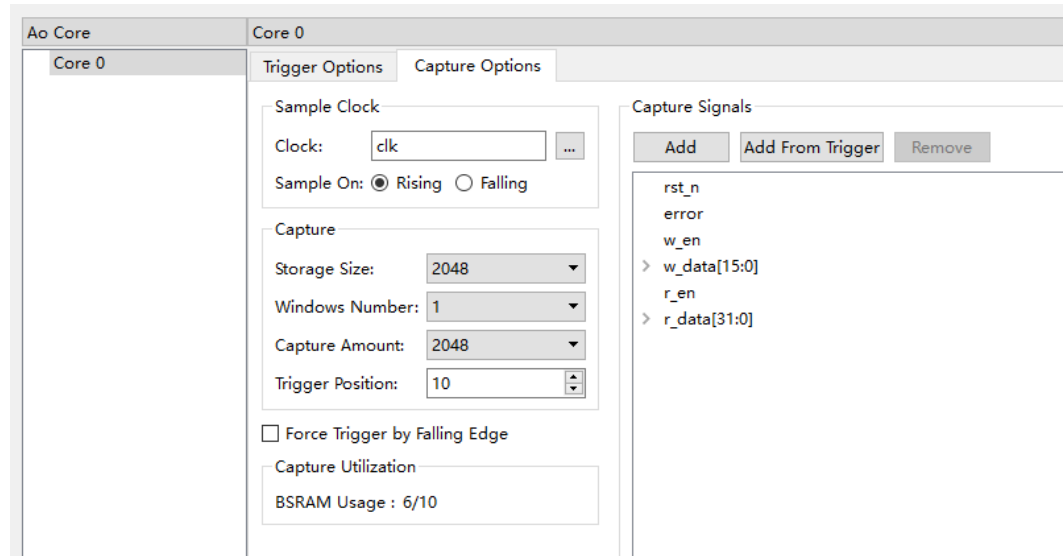 Ao Core
Core 0
Core 0
Trigger Options
Capture Options
Sample Clock
Clock:
clk
...
Sample On:
Rising
Falling
Capture
Storage Size:
2048
Windows Number:
1
Capture Amount:
2048
Trigger Position:
10
Force Trigger by Falling Edge
Capture Utilization
BSRAM Usage : 6/10
Capture Signals
Add
Add From Trigger
Remove
rst_n
error
w_en
w_data[15:0]
r_en
r_data[31:0]